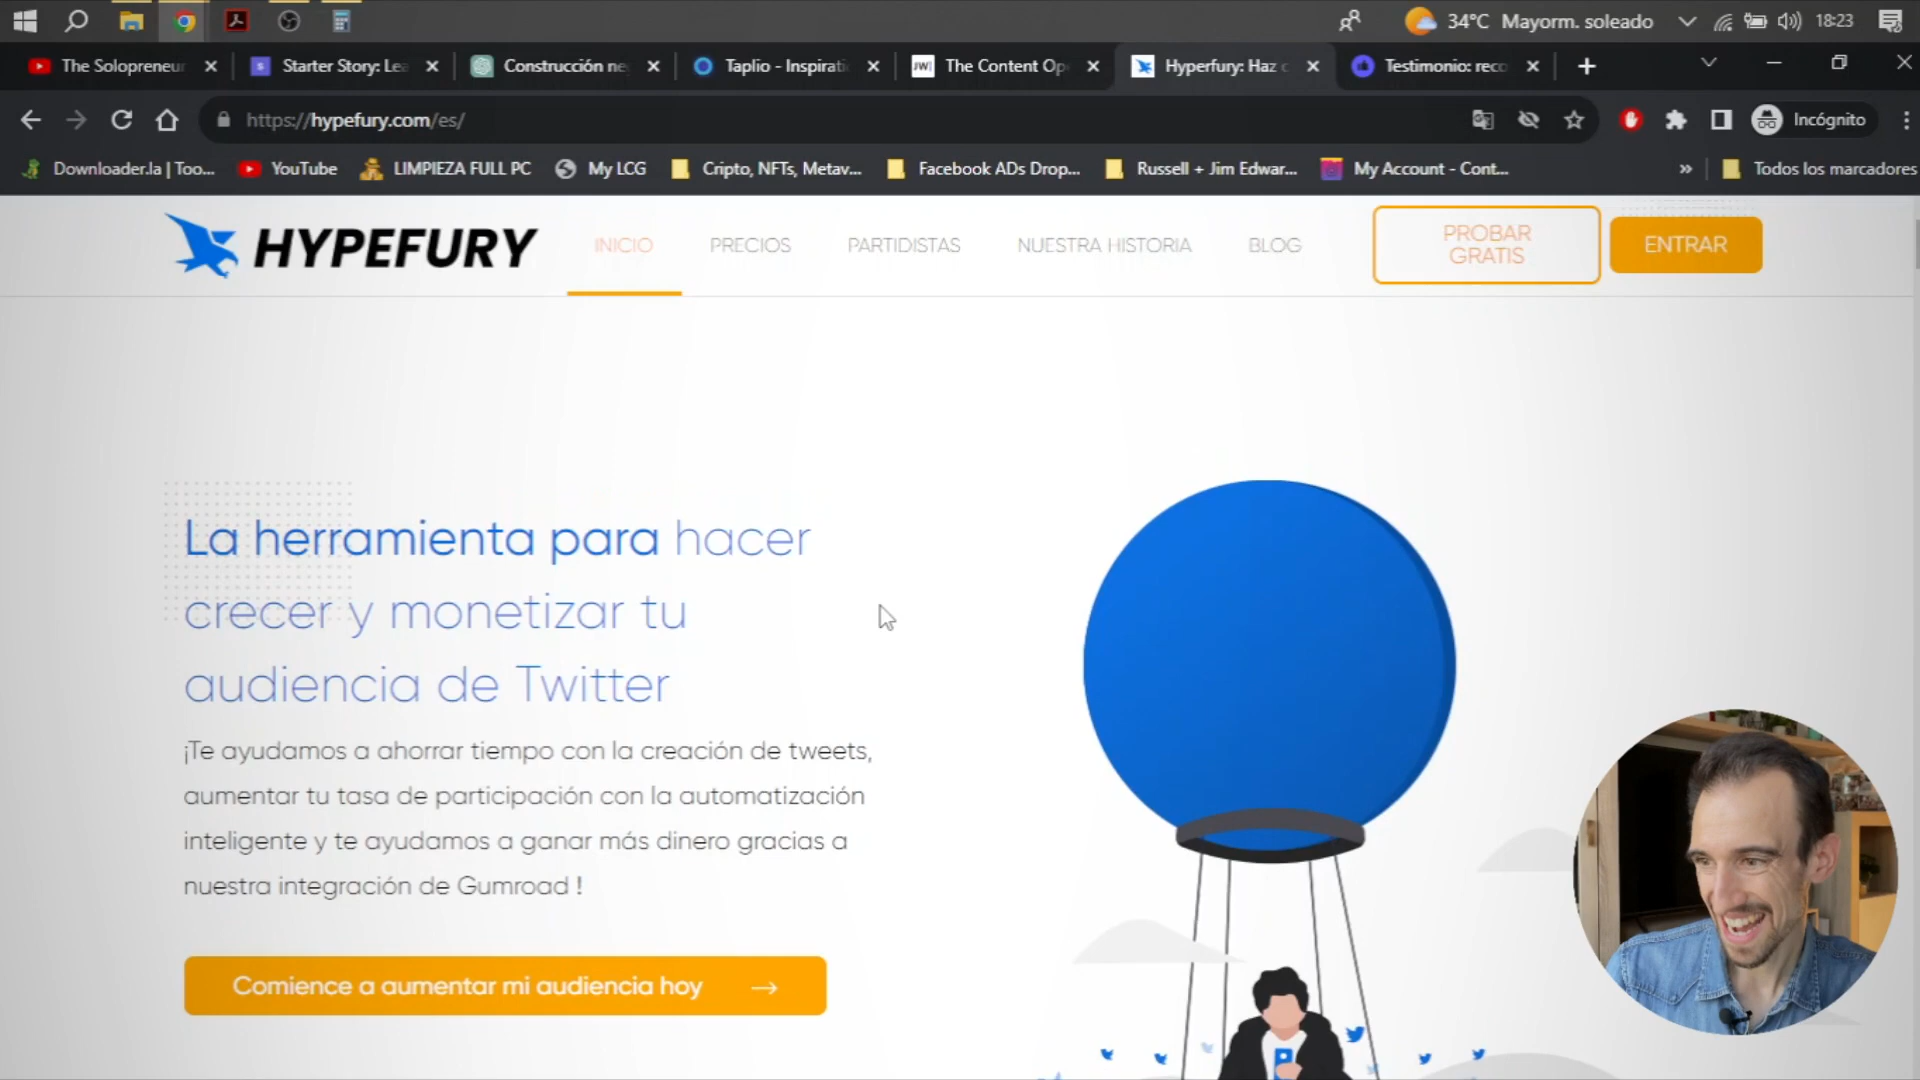 34°C Mayorm. soleado 18:23
The Solopreneur
Starter Story: Lea
Construcción ne
Taplio - Inspirati
JW The Content Op
Hyperfury: Haz c
Testimonio: reco
https://hypefury.com/es/
Incógnito
Downloader.la | Too...
YouTube
LIMPIEZA FULL PC
My LCG
Cripto, NFTs, Metav...
Facebook ADs Drop...
Russell + Jim Edwar...
My Account - Cont...
Todos los marcadores
HYPEFURY
INICIO
PRECIOS
PARTIDISTAS
NUESTRA HISTORIA
BLOG
PROBAR
GRATIS
ENTRAR
La herramienta para hacer
crecer y monetizar tu
audiencia de Twitter
¡Te ayudamos a ahorrar tiempo con la creación de tweets,
aumentar tu tasa de participación con la automatización
inteligente y te ayudamos a ganar más dinero gracias a
nuestra integración de Gumroad !
Comience a aumentar mi audiencia hoy →